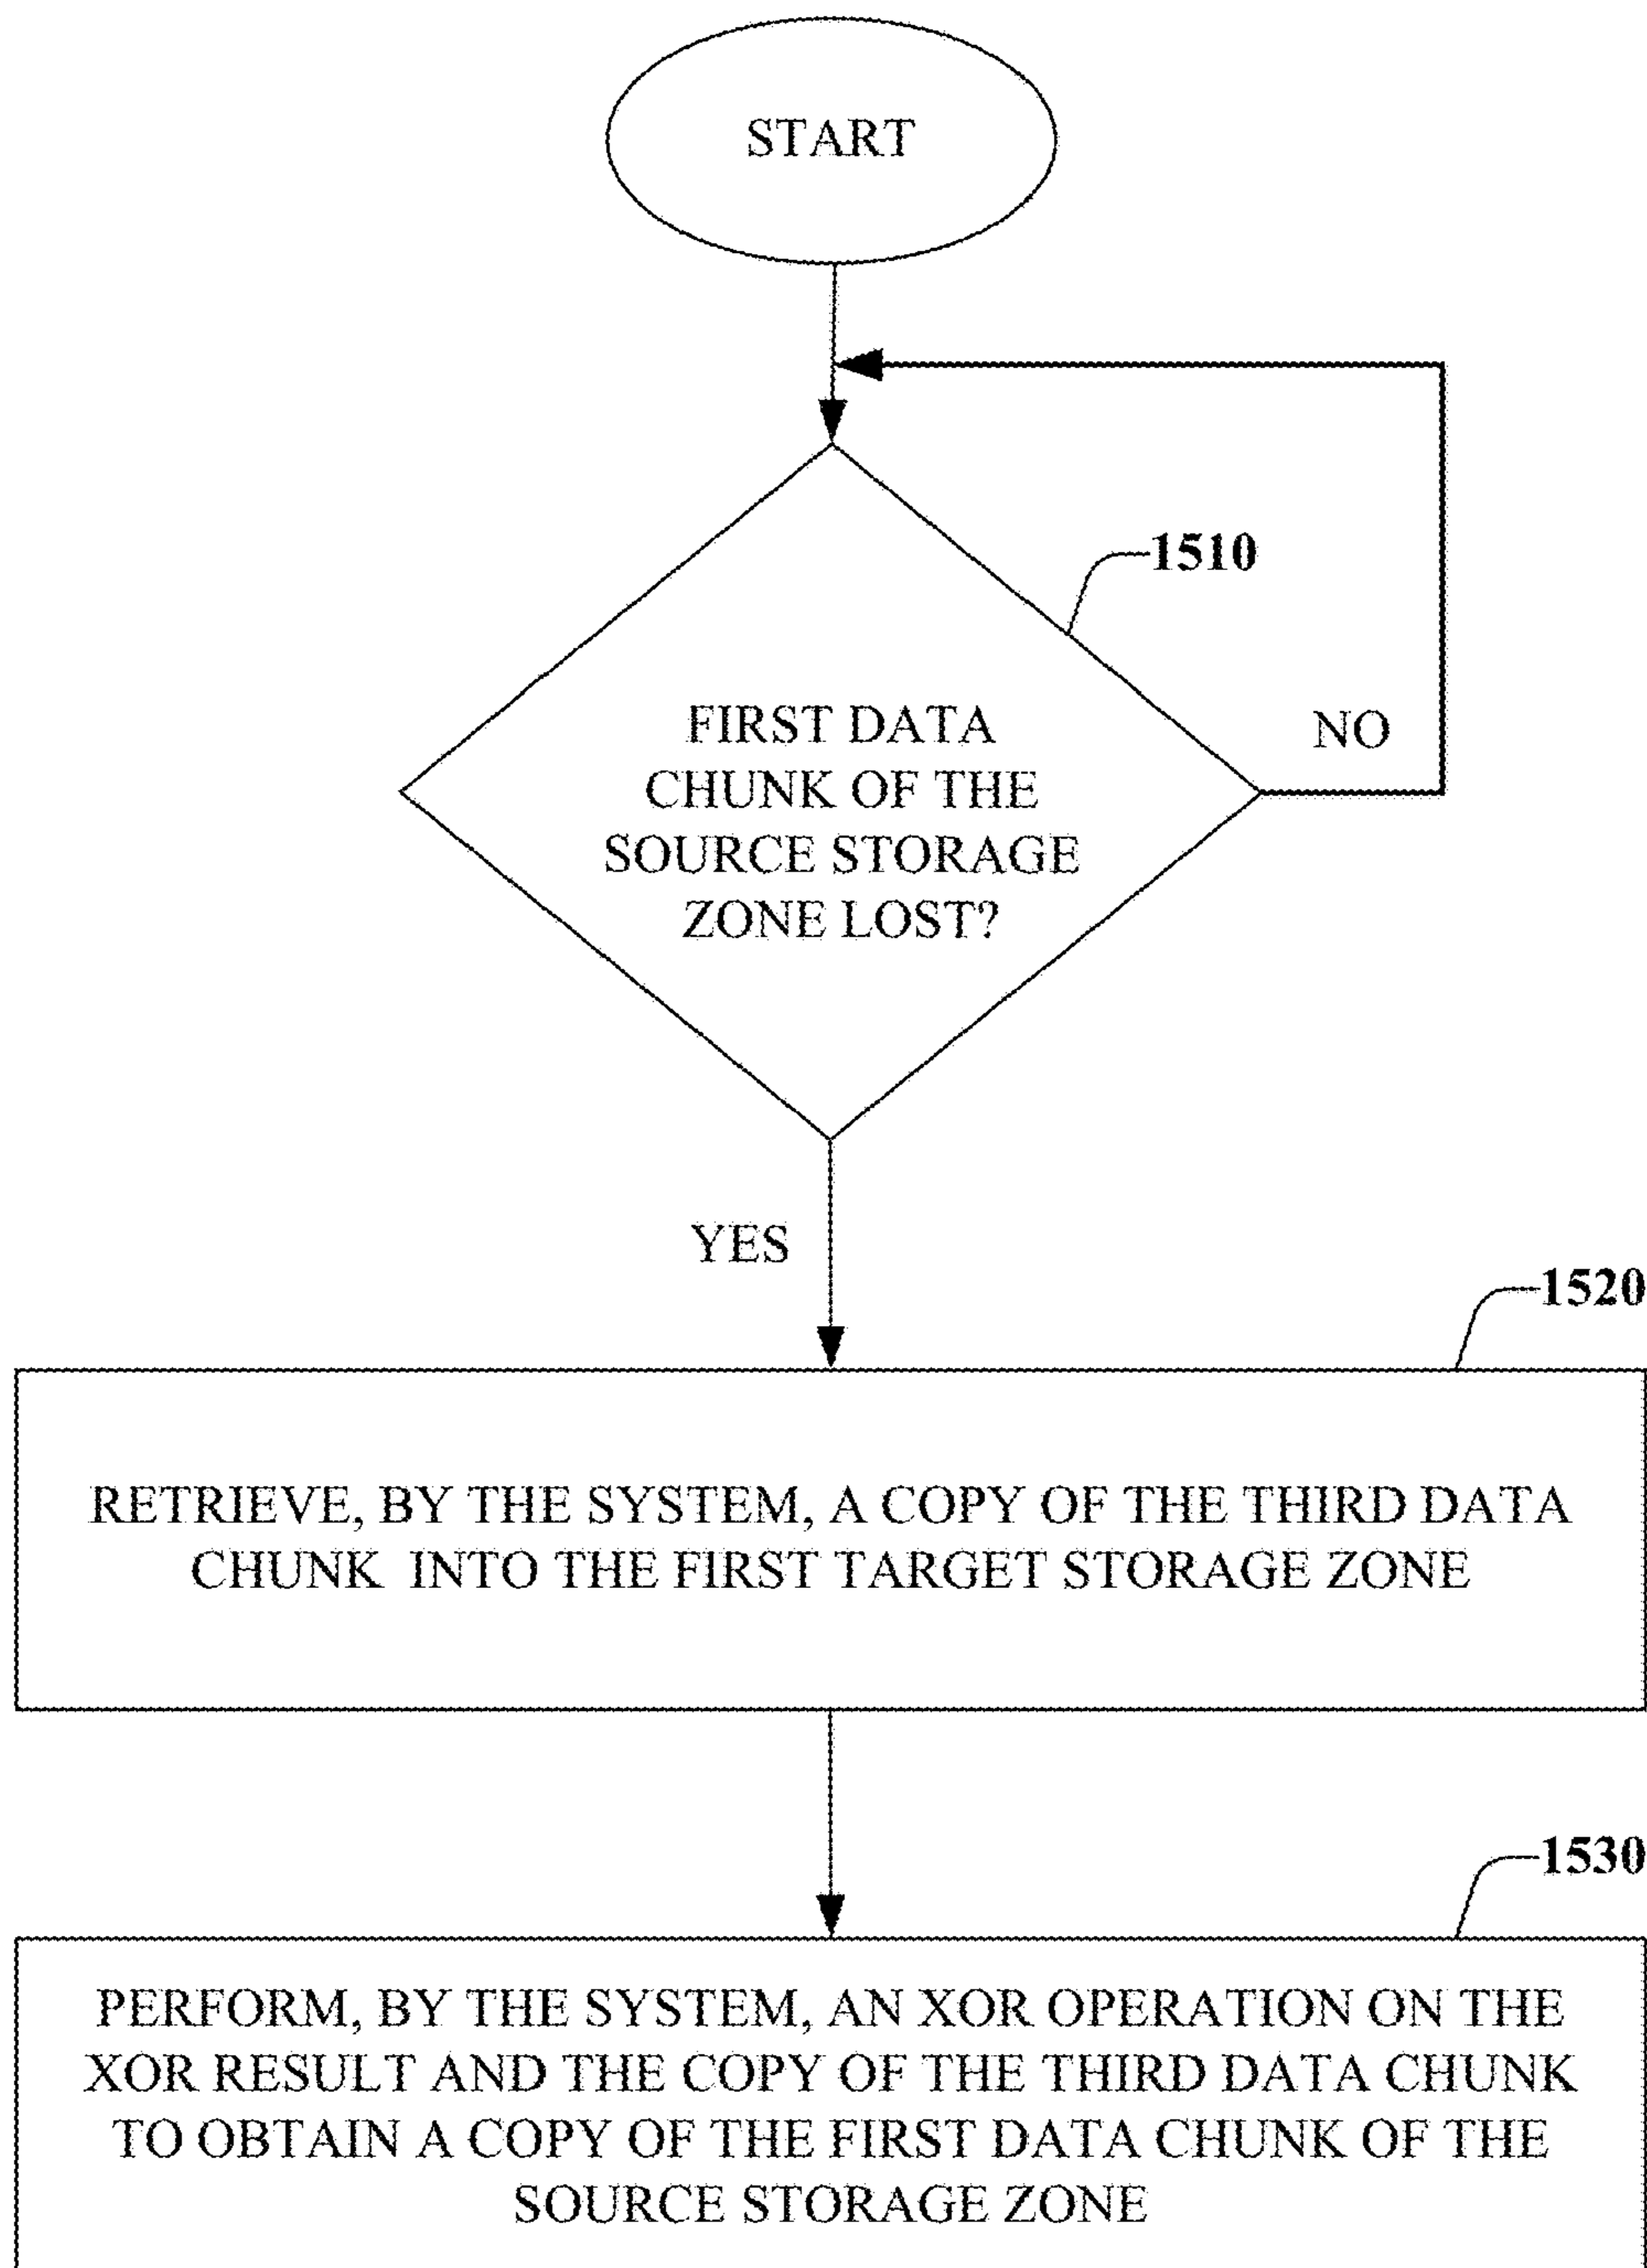 START
1510
FIRST DATA
CHUNK OF THE
SOURCE STORAGE
ZONE LOST?
NO
YES
1520
RETRIEVE, BY THE SYSTEM, A COPY OF THE THIRD DATA
CHUNK INTO THE FIRST TARGET STORAGE ZONE
1530
PERFORM, BY THE SYSTEM, AN XOR OPERATION ON THE
XOR RESULT AND THE COPY OF THE THIRD DATA CHUNK
TO OBTAIN A COPY OF THE FIRST DATA CHUNK OF THE
SOURCE STORAGE ZONE